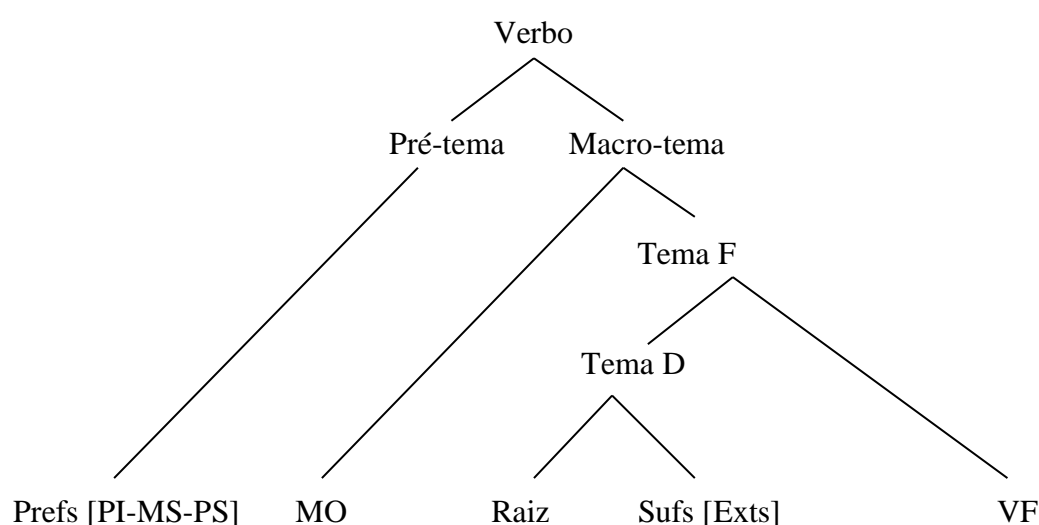 Verbo
Pré-tema Macro-tema
Tema F
Tema D
Prefs [PI-MS-PS] MO Raiz Sufs [Exts] VF